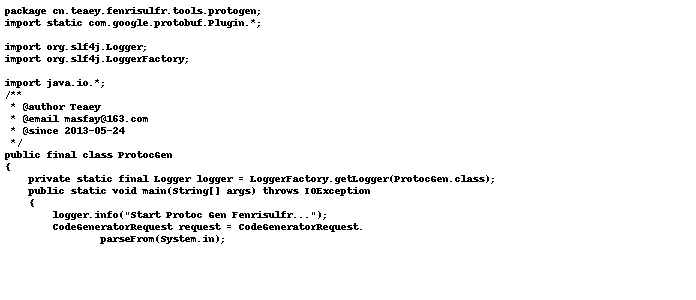 package cn.teaey.fenrisulfr.tools.protogen;
import static com.google.protobuf.Plugin.*;

import org.slf4j.Logger;
import org.slf4j.LoggerFactory;

import java.io.*;
/**
 * @author Teaey
 * @email masfay@163.com
 * @since 2013-05-24
 */
public final class ProtocGen
{
    private static final Logger logger = LoggerFactory.getLogger(ProtocGen.class);
    public static void main(String[] args) throws IOException
    {
        logger.info("Start Protoc Gen Fenrisulfr...");
        CodeGeneratorRequest request = CodeGeneratorRequest.
                parseFrom(System.in);